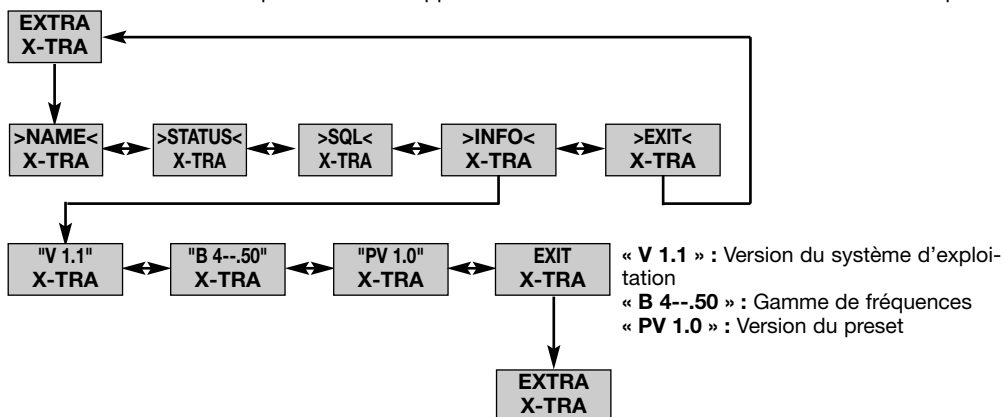 EXTRA
X-TRA
>NAME<
X-TRA
>STATUS<
X-TRA
>SQL<
X-TRA
>INFO<
X-TRA
>EXIT<
X-TRA
"V 1.1"
X-TRA
"B 4--.50"
X-TRA
"PV 1.0"
X-TRA
EXIT
X-TRA
« V 1.1 » : Version du système d'exploi-
tation
« B 4--.50 » : Gamme de fréquences
« PV 1.0 » : Version du preset
EXTRA
X-TRA